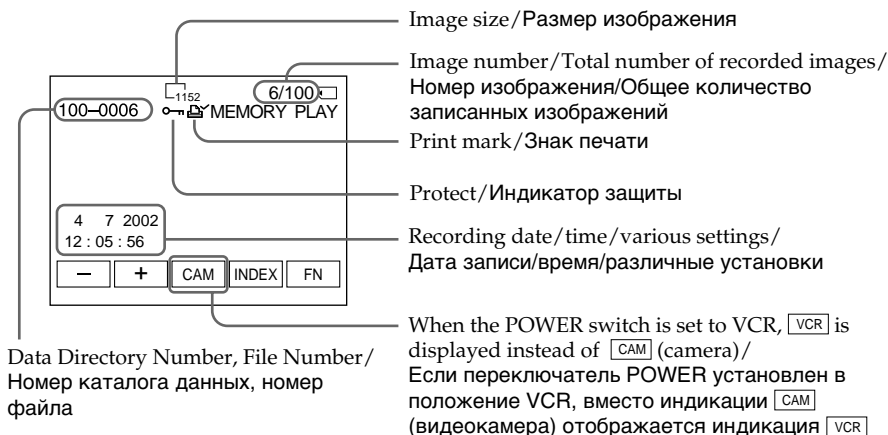 Image size/Размер изображения
Image number/Total number of recorded images/
Номер изображения/Общее количество
записанных изображений
Print mark/Знак печати
Protect/Индикатор защиты
Recording date/time/various settings/
Дата записи/время/различные установки
When the POWER switch is set to VCR, VCR is
displayed instead of CAM (camera)/
Если переключатель POWER установлен в
положение VCR, вместо индикации CAM
(видеокамера) отображается индикация VCR
1152
6/100
100–0006
MEMORY PLAY
4 7 2002
12 : 05 : 56
– + CAM INDEX FN
Data Directory Number, File Number/
Номер каталога данных, номер
файла